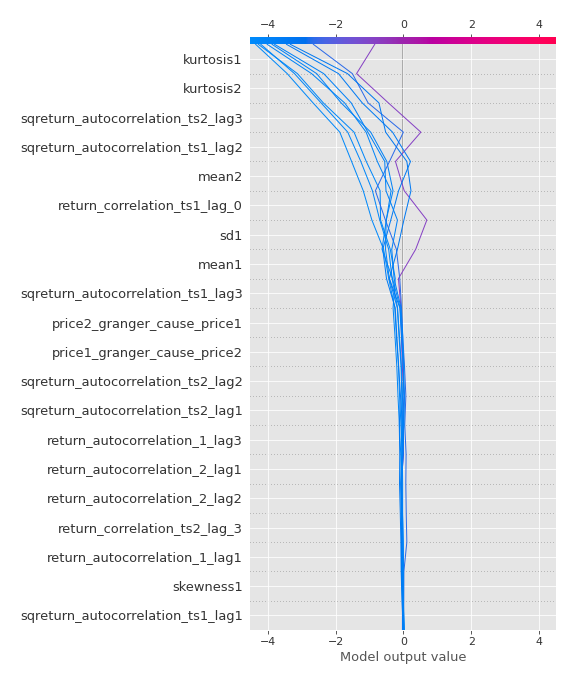 −4 −2 0 2 4
kurtosis1
kurtosis2
sqreturn_autocorrelation_ts2_lag3
sqreturn_autocorrelation_ts1_lag2
mean2
return_correlation_ts1_lag_0
sd1
mean1
sqreturn_autocorrelation_ts1_lag3
price2_granger_cause_price1
price1_granger_cause_price2
sqreturn_autocorrelation_ts2_lag2
sqreturn_autocorrelation_ts2_lag1
return_autocorrelation_1_lag3
return_autocorrelation_2_lag1
return_autocorrelation_2_lag2
return_correlation_ts2_lag_3
return_autocorrelation_1_lag1
skewness1
sqreturn_autocorrelation_ts1_lag1
−4 −2 0 2 4
Model output value